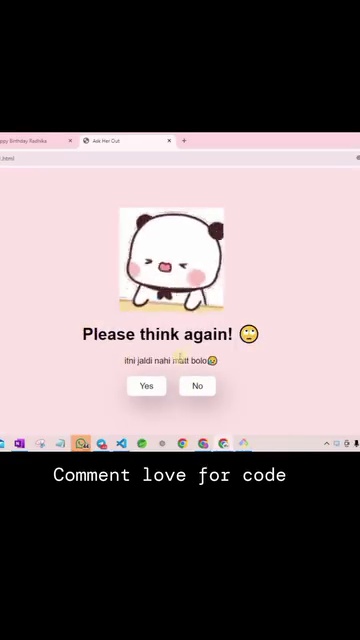 ppy Birthday Radhika
Ask Her Out
.html
Please think again! 🙄
itni jaldi nahi matt bolo🥹
Yes No
Comment love for code